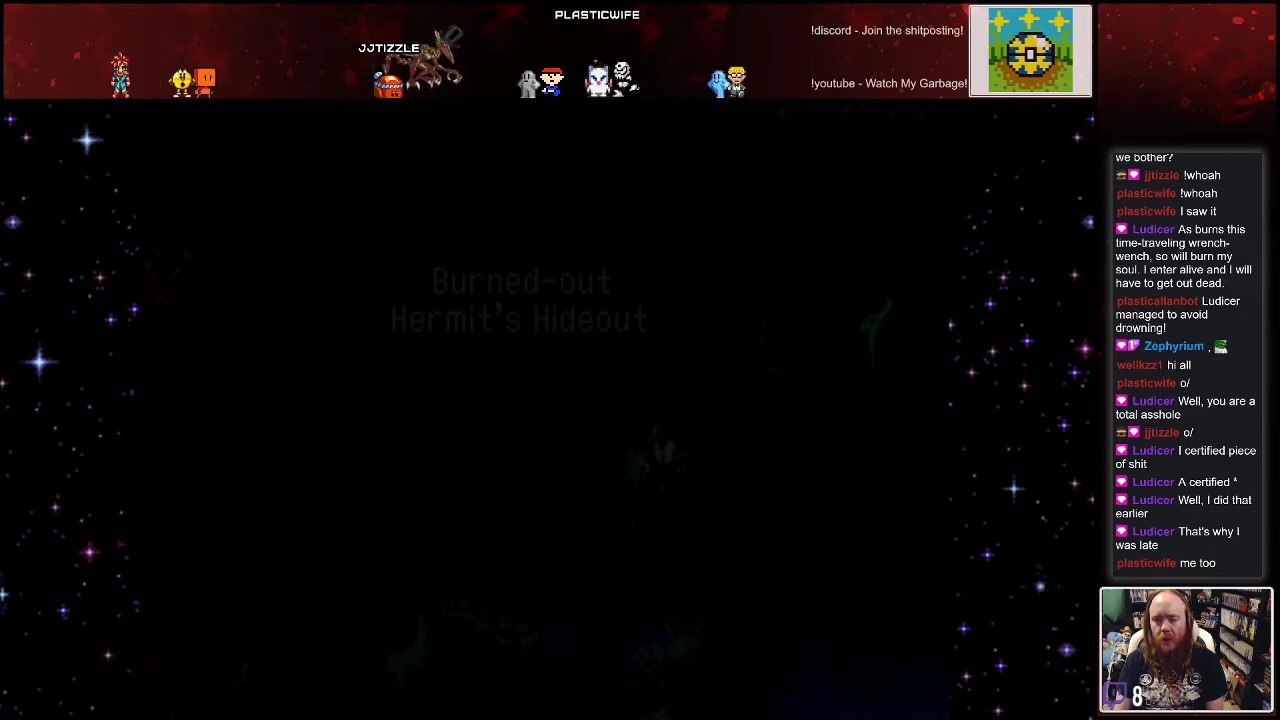 PLASTICWIFE
!discord - Join the shitposting!
JJTIZZLE
!youtube - Watch My Garbage!
Burned-out
Hermit's Hideout
we bother?
jjtizzle !whoah
plasticwife !whoah
plasticwife I saw it
Ludicer As burns this
time-traveling wrench-
wench, so will burn my
soul. I enter alive and I will
have to get out dead.
plasticallanbot Ludicer
managed to avoid
drowning!
Zephyrium ,
wellkzz1 hi all
plasticwife o/
Ludicer Well, you are a
total asshole
jjtizzle o/
Ludicer I certified piece
of shit
Ludicer A certified *
Ludicer Well, I did that
earlier
Ludicer That's why I
was late
plasticwife me too
8